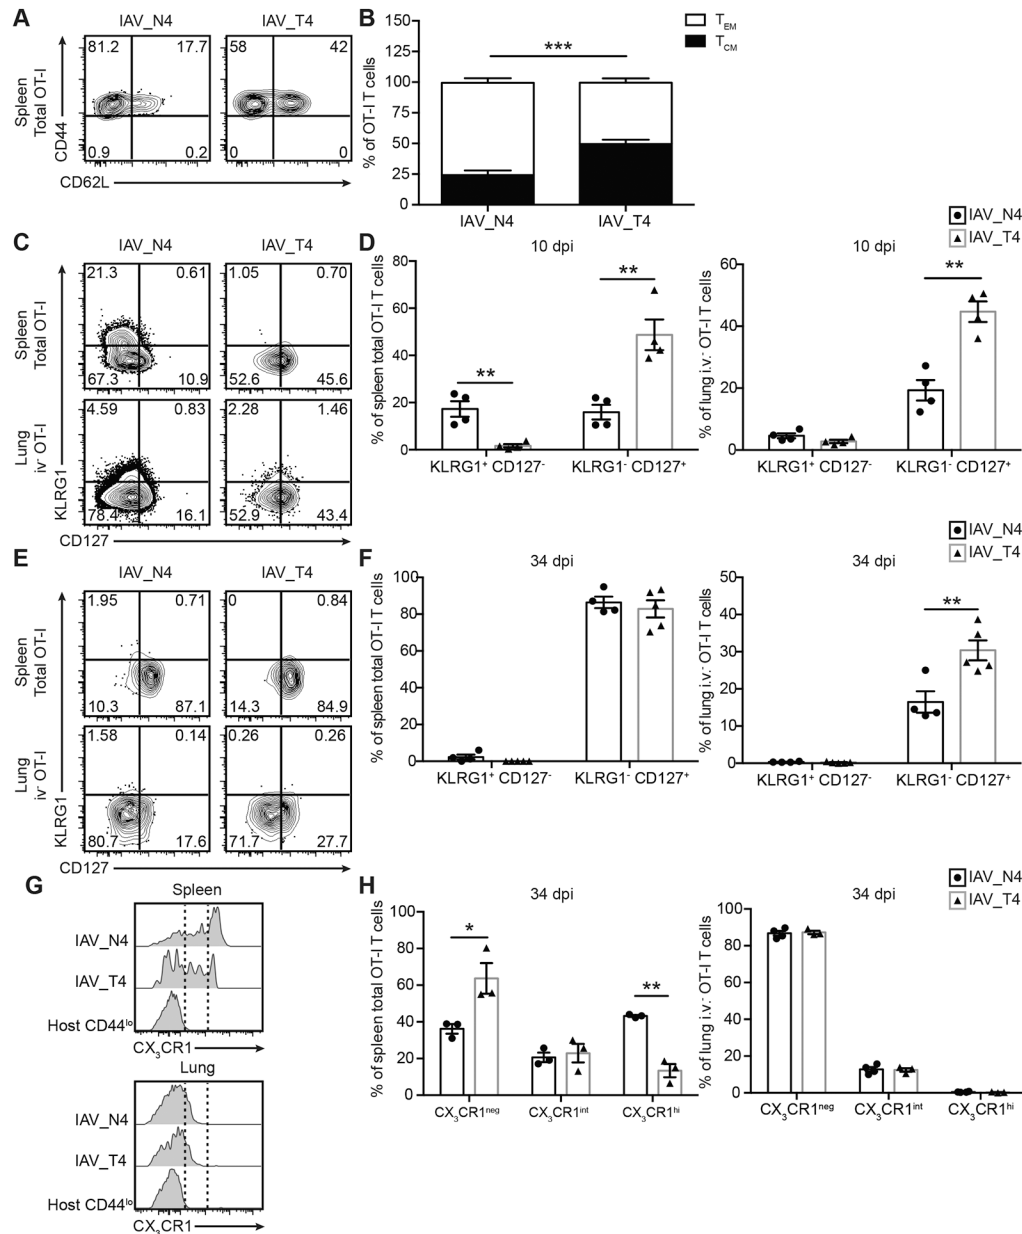 A
IAV_N4
IAV_T4
81.2
17.7
58
42
Spleen
Total OT-I
CD44
0.9
0.2
0
0
CD62L
B
TEM
TCM
150
125
100
75
50
25
0
***
% of OT-I T cells
IAV_N4
IAV_T4
C
IAV_N4
IAV_T4
21.3
0.61
1.05
0.70
Spleen
Total OT-I
67.3
10.9
52.6
45.6
4.59
0.83
2.28
1.46
Lung
iv- OT-I
KLRG1
78.4
16.1
52.9
43.4
CD127
D
IAV_N4
IAV_T4
10 dpi
80
60
40
20
0
% of spleen total OT-I T cells
**
**
KLRG1+ CD127-
KLRG1- CD127+
10 dpi
60
40
20
0
% of lung i.v.- OT-I T cells
**
KLRG1+ CD127-
KLRG1- CD127+
E
IAV_N4
IAV_T4
1.95
0.71
0
0.84
Spleen
Total OT-I
10.3
87.1
14.3
84.9
1.58
0.14
0.26
0.26
Lung
iv- OT-I
KLRG1
80.7
17.6
71.7
27.7
CD127
F
IAV_N4
IAV_T4
34 dpi
100
80
60
40
20
0
% of spleen total OT-I T cells
KLRG1+ CD127-
KLRG1- CD127+
34 dpi
50
40
30
20
10
0
% of lung i.v.- OT-I T cells
**
KLRG1+ CD127-
KLRG1- CD127+
G
Spleen
IAV_N4
IAV_T4
Host CD44lo
CX3CR1
Lung
IAV_N4
IAV_T4
Host CD44lo
CX3CR1
H
IAV_N4
IAV_T4
34 dpi
100
80
60
40
20
0
% of spleen total OT-I T cells
*
**
CX3CR1neg
CX3CR1int
CX3CR1hi
34 dpi
100
80
60
40
20
0
% of lung i.v.- OT-I T cells
CX3CR1neg
CX3CR1int
CX3CR1hi